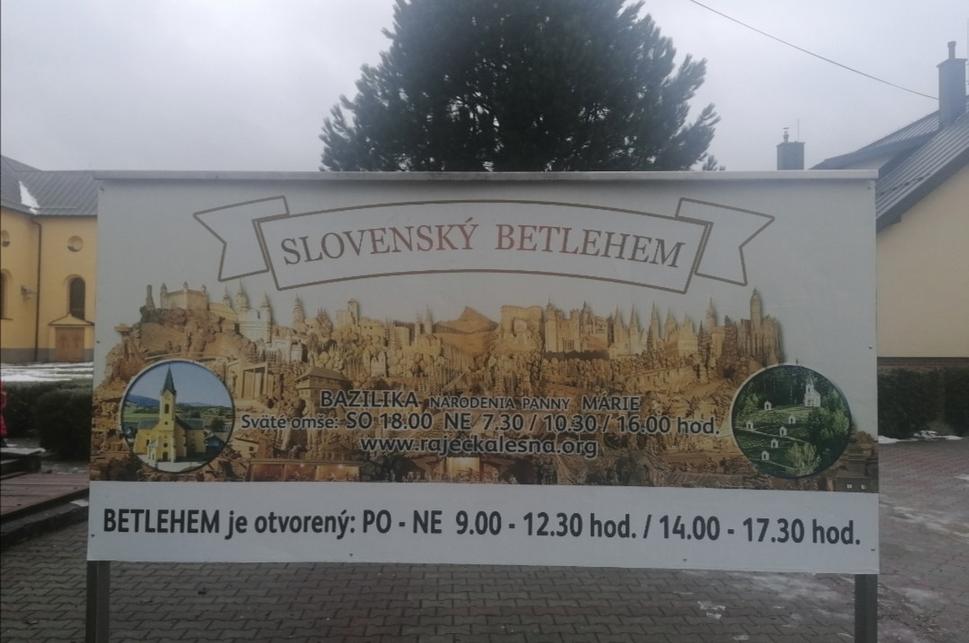 SLOVENSKÝ BETLEHEM
BAZILIKA NARODENIA PANNY MÁRIE
Sväté omše: SO 18.00 NE 7.30 / 10.30 / 16.00 hod.
www.rajeckalesna.org
BETLEHEM je otvorený: PO - NE 9.00 - 12.30 hod. / 14.00 - 17.30 hod.